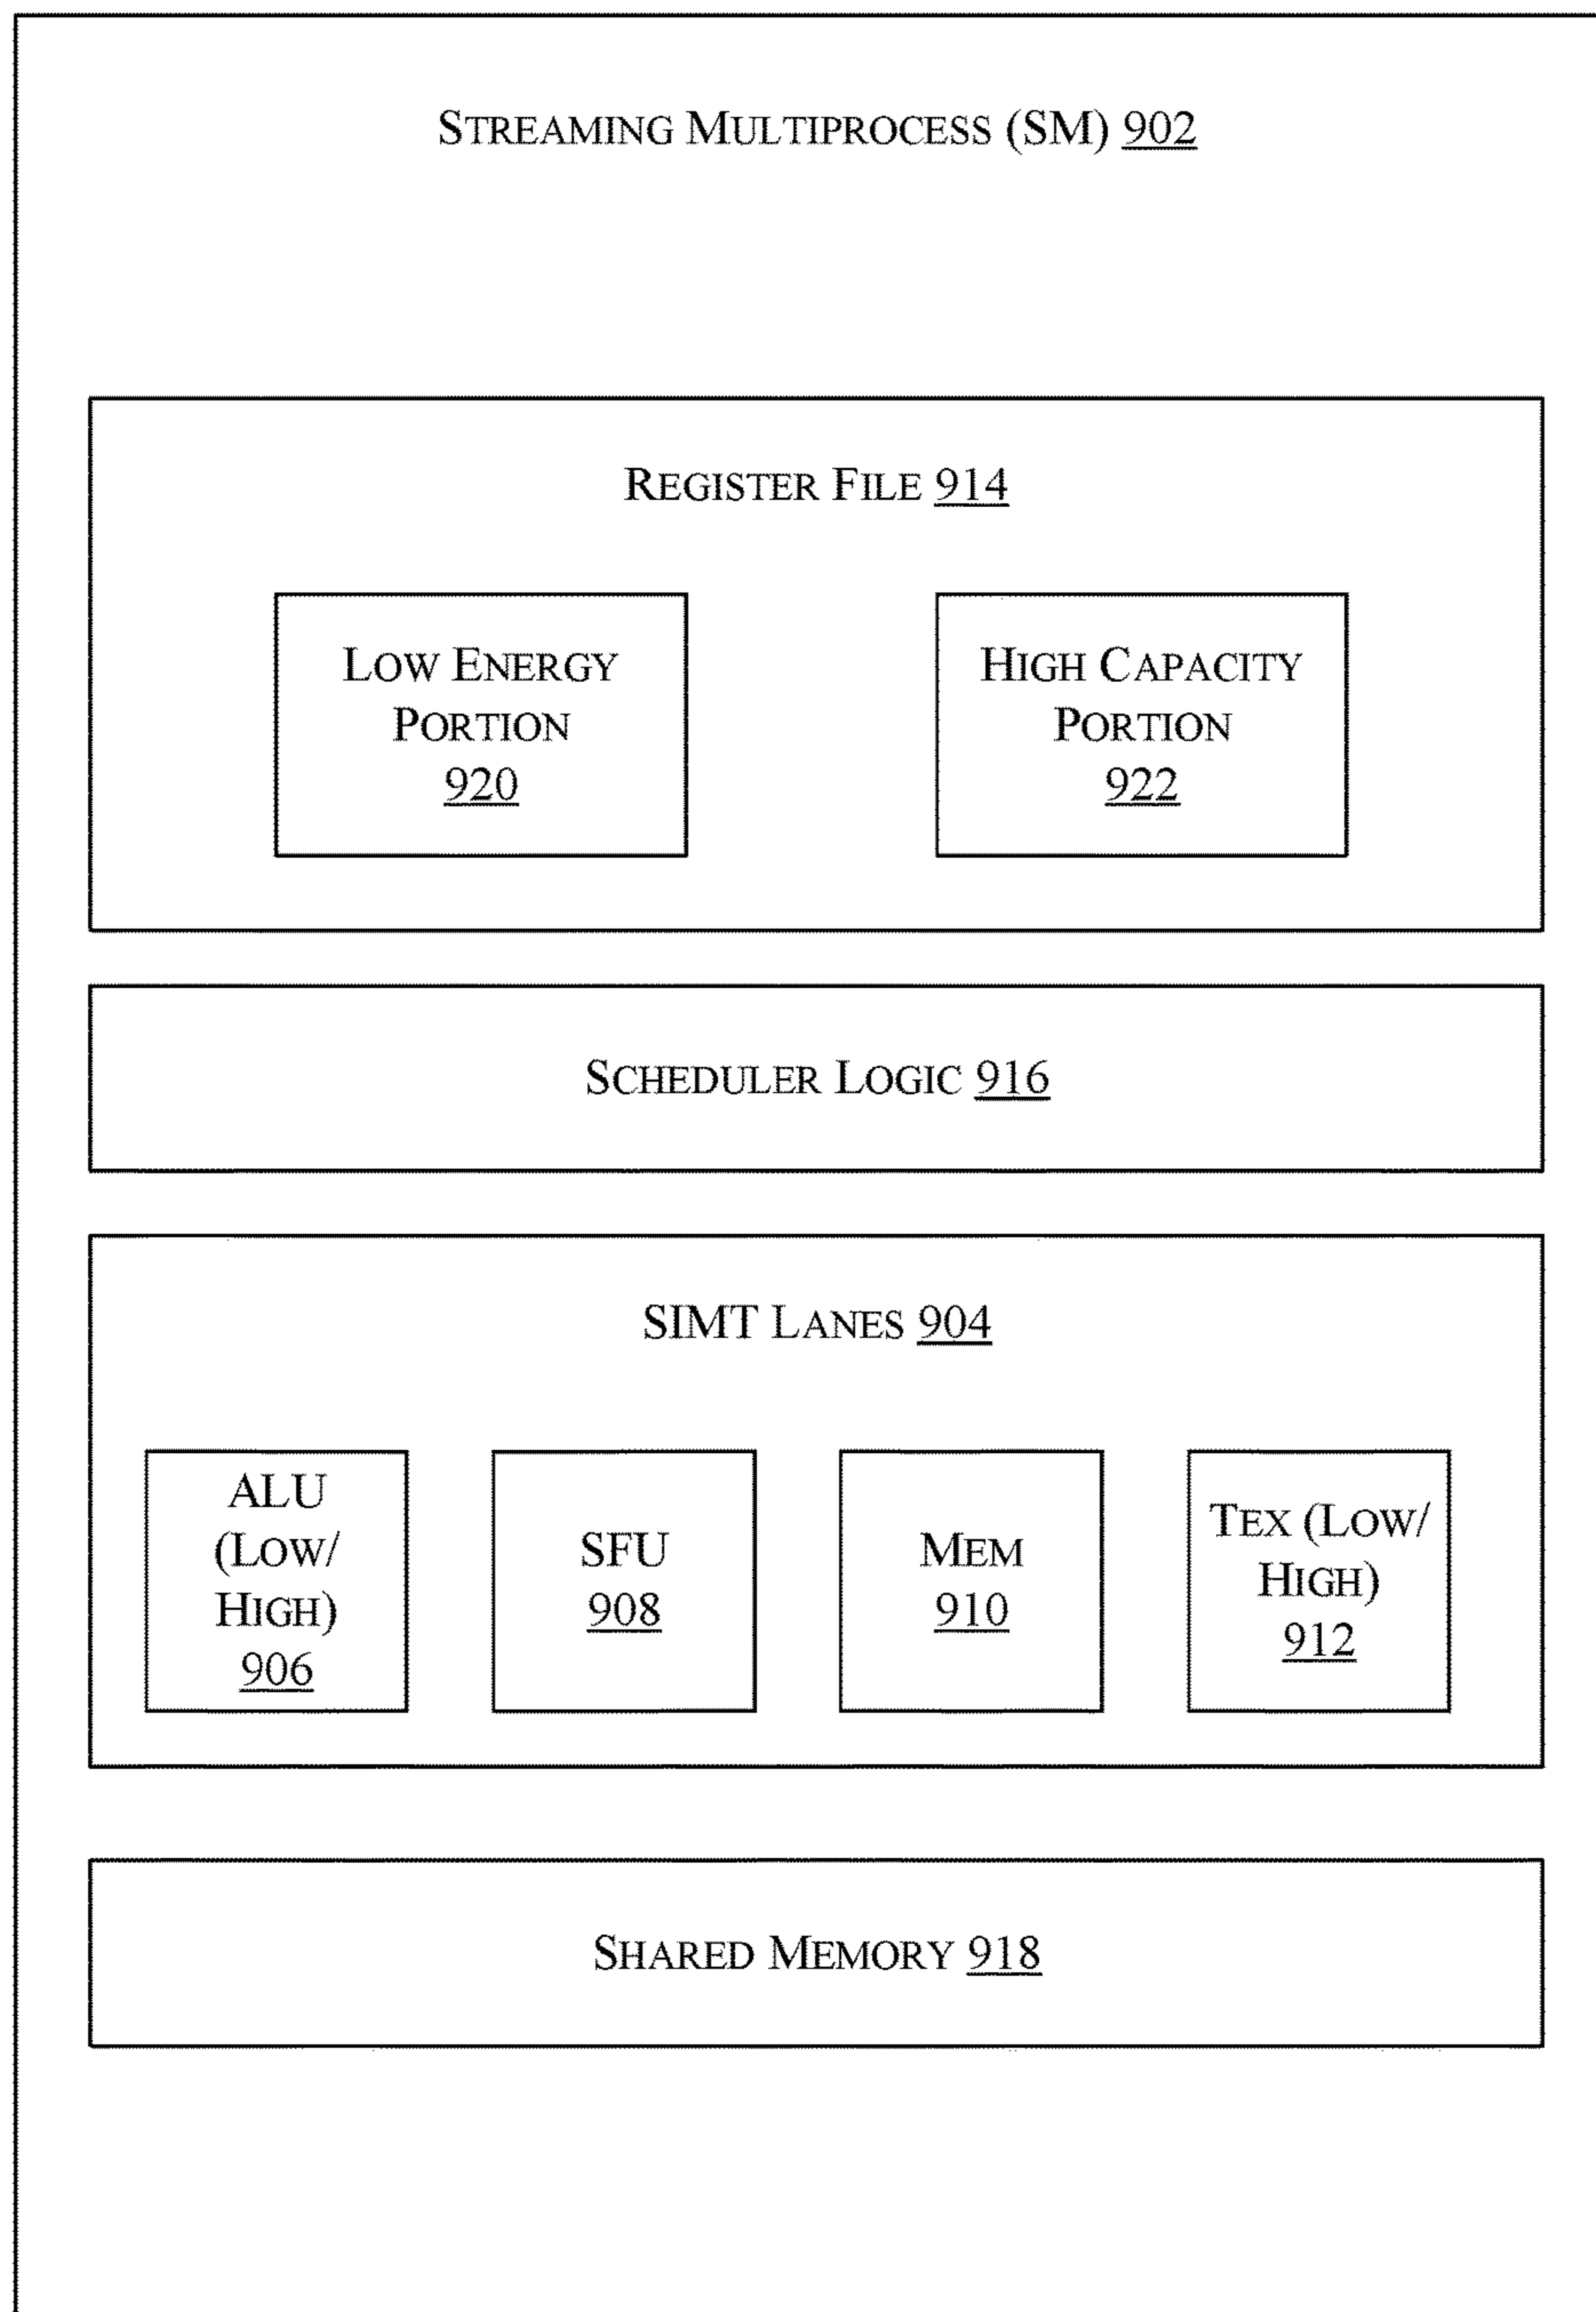 STREAMING MULTIPROCESS (SM) 902
REGISTER FILE 914
LOW ENERGY
PORTION
920
HIGH CAPACITY
PORTION
922
SCHEDULER LOGIC 916
SIMT LANES 904
ALU
(LOW/
HIGH)
906
SFU
908
MEM
910
TEX (LOW/
HIGH)
912
SHARED MEMORY 918